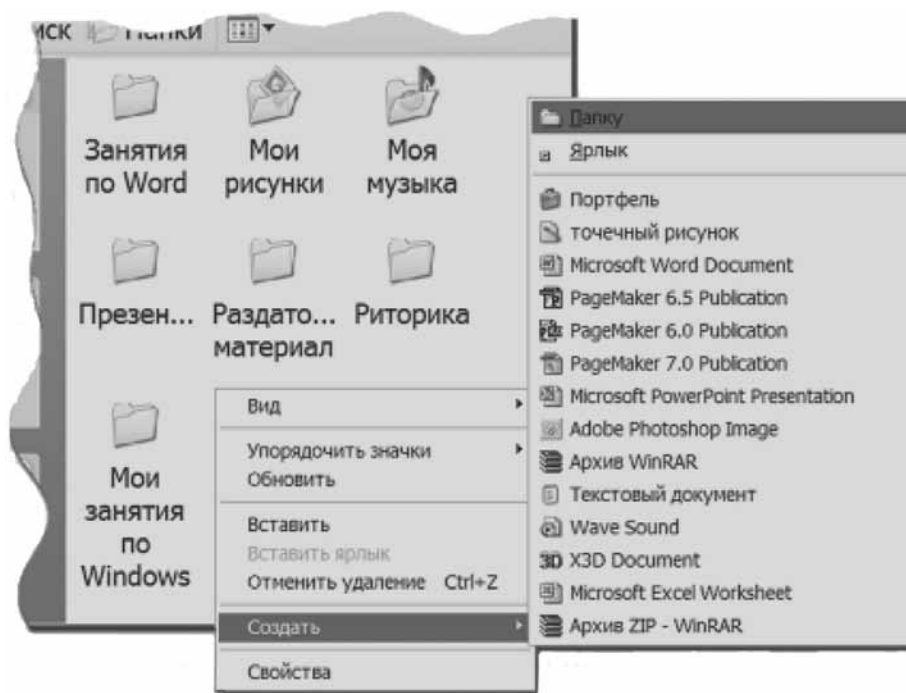 Папки
Занятия
по Word
Мои
рисунки
Моя
музыка
Презен...
Раздато...
материал
Риторика
Мои
занятия
по
Windows
Вид
Упорядочить значки
Обновить
Вставить
Вставить ярлык
Отменить удаление Ctrl+Z
Создать
Свойства
Папку
Ярлык
Портфель
точечный рисунок
Microsoft Word Document
PageMaker 6.5 Publication
PageMaker 6.0 Publication
PageMaker 7.0 Publication
Microsoft PowerPoint Presentation
Adobe Photoshop Image
Архив WinRAR
Текстовый документ
Wave Sound
3D X3D Document
Microsoft Excel Worksheet
Архив ZIP - WinRAR